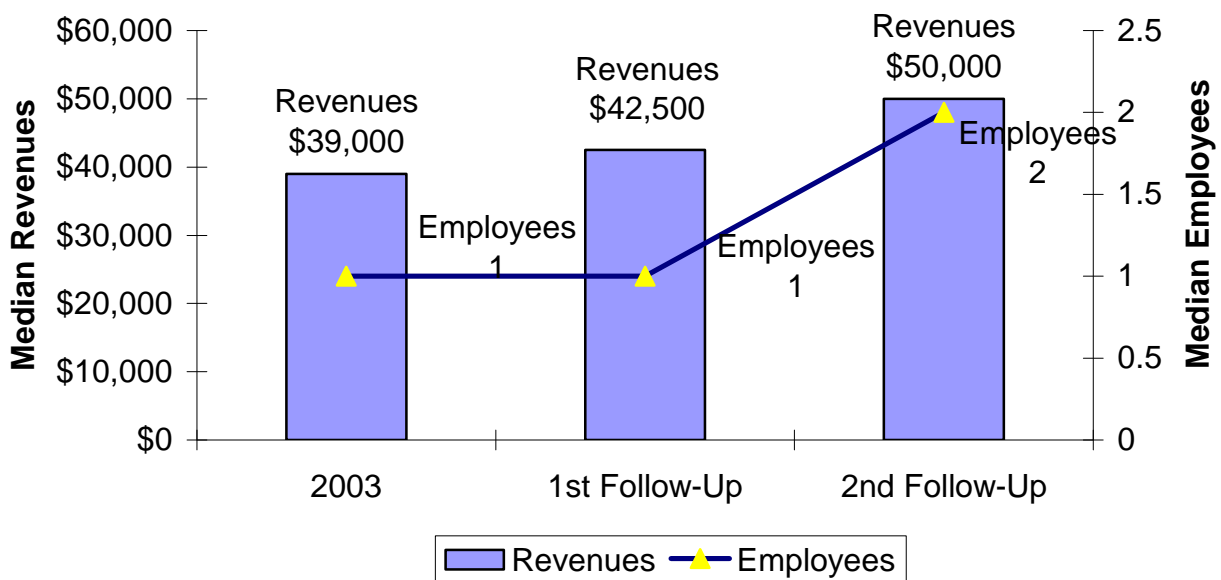 Median Revenues
$60,000
$50,000
$40,000
$30,000
$20,000
$10,000
$0
Revenues
$39,000
Revenues
$42,500
Revenues
$50,000
Employees
1
Employees
1
Employees
2
2.5
2
1.5
1
0.5
0
Median Employees
2003
1st Follow-Up
2nd Follow-Up
Revenues
Employees